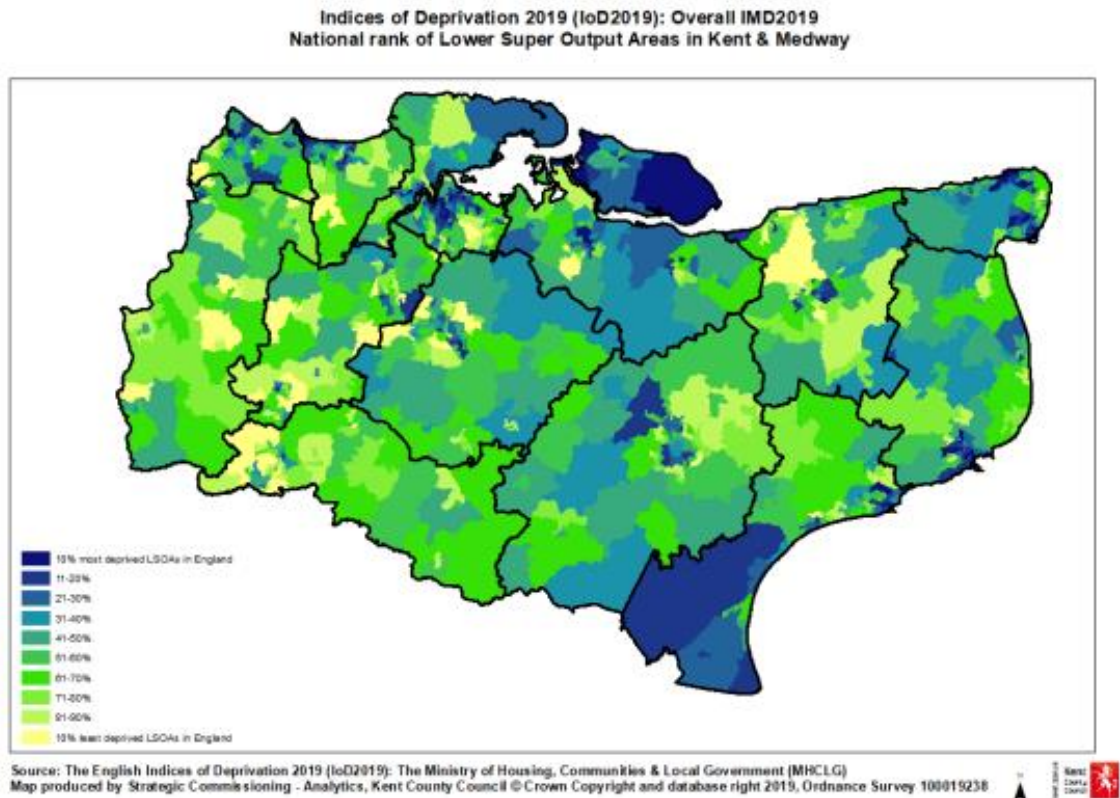 Indices of Deprivation 2019 (IoD2019): Overall IMD2019
National rank of Lower Super Output Areas in Kent & Medway
10% most deprived LSOAs in England
11-20%
21-30%
31-40%
41-50%
51-60%
61-70%
71-80%
81-90%
10% least deprived LSOAs in England
Source: The English Indices of Deprivation 2019 (IoD2019): The Ministry of Housing, Communities & Local Government (MHCLG)
Map produced by Strategic Commissioning - Analytics, Kent County Council © Crown Copyright and database right 2019, Ordnance Survey 100019238
Kent
County
Council